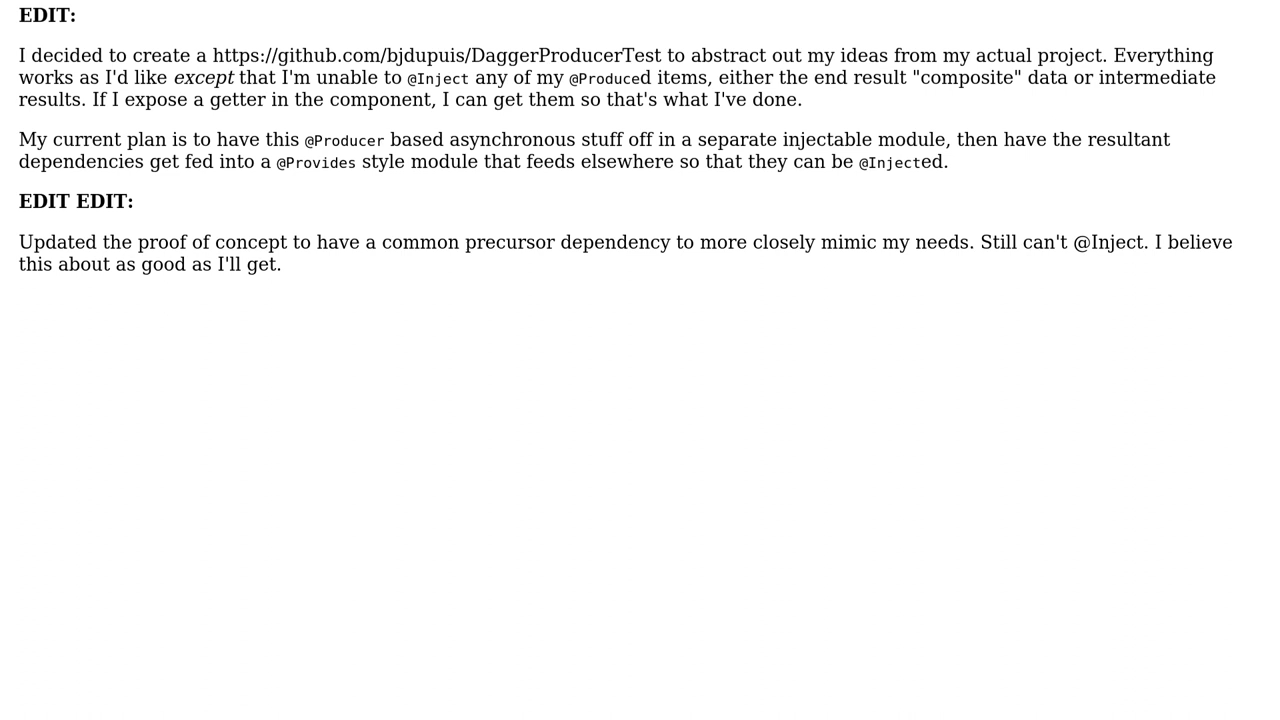 EDIT:
I decided to create a https://github.com/bjdupuis/DaggerProducerTest to abstract out my ideas from my actual project. Everything
works as I'd like except that I'm unable to @Inject any of my @Produced items, either the end result "composite" data or intermediate
results. If I expose a getter in the component, I can get them so that's what I've done.
My current plan is to have this @Producer based asynchronous stuff off in a separate injectable module, then have the resultant
dependencies get fed into a @Provides style module that feeds elsewhere so that they can be @Injected.
EDIT EDIT:
Updated the proof of concept to have a common precursor dependency to more closely mimic my needs. Still can't @Inject. I believe
this about as good as I'll get.